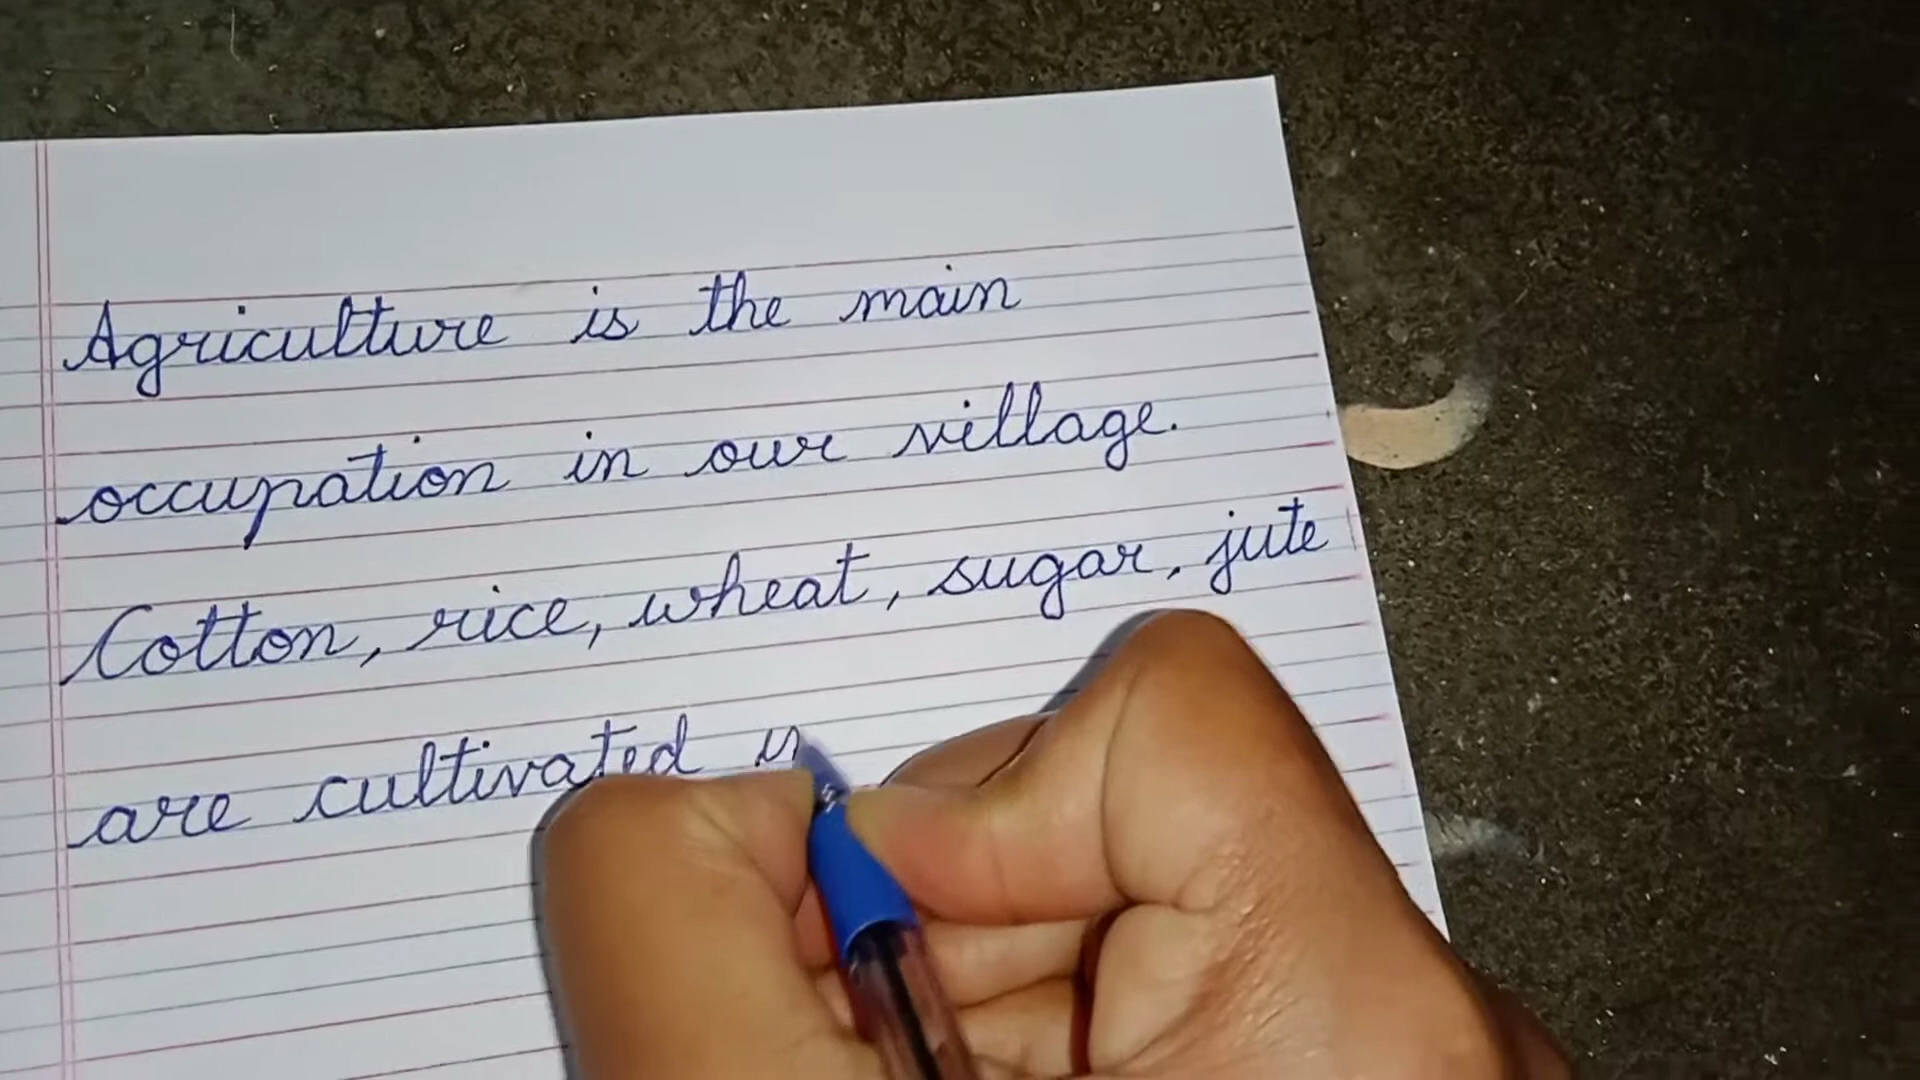 Agriculture is the main
occupation in our village.
Cotton, rice, wheat, sugar, jute
are cultivated